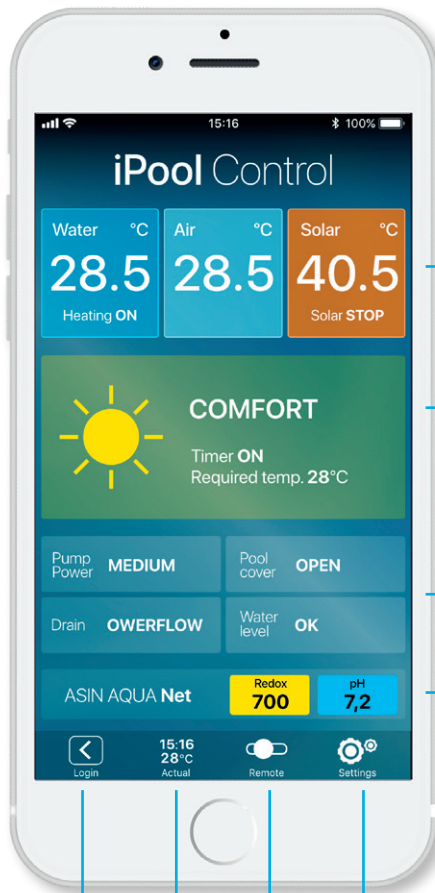 15:16
100%
iPool Control
Water °C
28.5
Heating ON
Air °C
28.5
Solar °C
40.5
Solar STOP
COMFORT
Timer ON
Required temp. 28°C
Pump
Power
MEDIUM
Pool
cover
OPEN
Drain OWERFLOW
Water
level
OK
ASIN AQUA Net
Redox
700
pH
7,2
Login
15:16
28°C
Actual
Remote
Settings